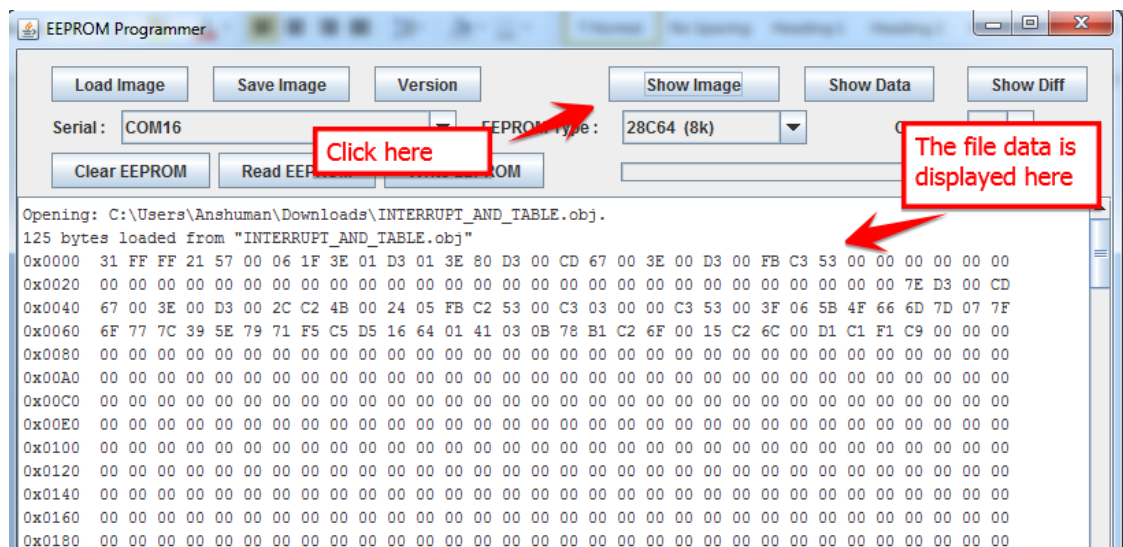 EEPROM Programmer
Load Image Save Image Version Show Image Show Data Show Diff
Serial : COM16 28C64 (8k)
Click here
The file data is
displayed here
Clear EEPROM Read
Opening: C:\Users\Anshuman\Downloads\INTERRUPT_AND_TABLE.obj.
125 bytes loaded from "INTERRUPT_AND_TABLE.obj"
0x0000 31 FF FF 21 57 00 06 1F 3E 01 D3 01 3E 80 D3 00 CD 67 00 3E 00 D3 00 FB C3 53 00 00 00 00 00 00
0x0020 00 00 00 00 00 00 00 00 00 00 00 00 00 00 00 00 00 00 00 00 00 00 00 00 00 00 00 00 7E D3 00 CD
0x0040 67 00 3E 00 D3 00 2C C2 4B 00 24 05 FB C2 53 00 C3 03 00 00 C3 53 00 3F 06 5B 4F 66 6D 7D 07 7F
0x0060 6F 77 7C 39 5E 79 71 F5 C5 D5 16 64 01 41 03 0B 78 B1 C2 6F 00 15 C2 6C 00 D1 C1 F1 C9 00 00 00
0x0080 00 00 00 00 00 00 00 00 00 00 00 00 00 00 00 00 00 00 00 00 00 00 00 00 00 00 00 00 00 00 00 00
0x00A0 00 00 00 00 00 00 00 00 00 00 00 00 00 00 00 00 00 00 00 00 00 00 00 00 00 00 00 00 00 00 00 00
0x00C0 00 00 00 00 00 00 00 00 00 00 00 00 00 00 00 00 00 00 00 00 00 00 00 00 00 00 00 00 00 00 00 00
0x00E0 00 00 00 00 00 00 00 00 00 00 00 00 00 00 00 00 00 00 00 00 00 00 00 00 00 00 00 00 00 00 00 00
0x0100 00 00 00 00 00 00 00 00 00 00 00 00 00 00 00 00 00 00 00 00 00 00 00 00 00 00 00 00 00 00 00 00
0x0120 00 00 00 00 00 00 00 00 00 00 00 00 00 00 00 00 00 00 00 00 00 00 00 00 00 00 00 00 00 00 00 00
0x0140 00 00 00 00 00 00 00 00 00 00 00 00 00 00 00 00 00 00 00 00 00 00 00 00 00 00 00 00 00 00 00 00
0x0160 00 00 00 00 00 00 00 00 00 00 00 00 00 00 00 00 00 00 00 00 00 00 00 00 00 00 00 00 00 00 00 00
0x0180 00 00 00 00 00 00 00 00 00 00 00 00 00 00 00 00 00 00 00 00 00 00 00 00 00 00 00 00 00 00 00 00